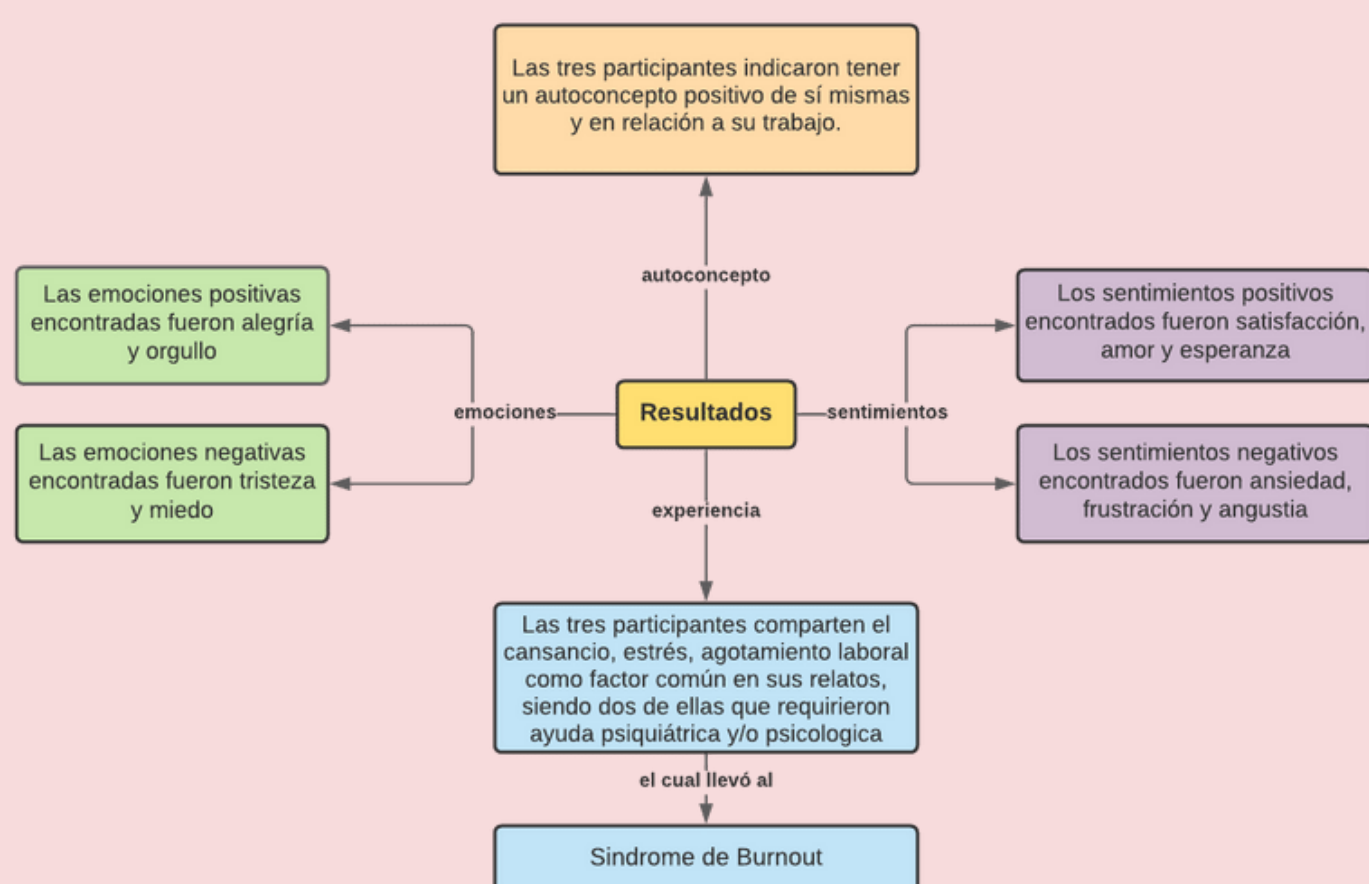 Las tres participantes indicaron tener
un autoconcepto positivo de sí mismas
y en relación a su trabajo.
autoconcepto
Las emociones positivas
encontradas fueron alegría
y orgullo
Los sentimientos positivos
encontrados fueron satisfacción,
amor y esperanza
emociones
Resultados
sentimientos
Las emociones negativas
encontradas fueron tristeza
y miedo
Los sentimientos negativos
encontrados fueron ansiedad,
frustración y angustia
experiencia
Las tres participantes comparten el
cansancio, estrés, agotamiento laboral
como factor común en sus relatos,
siendo dos de ellas que requirieron
ayuda psiquiátrica y/o psicologica
el cual llevó al
Sindrome de Burnout